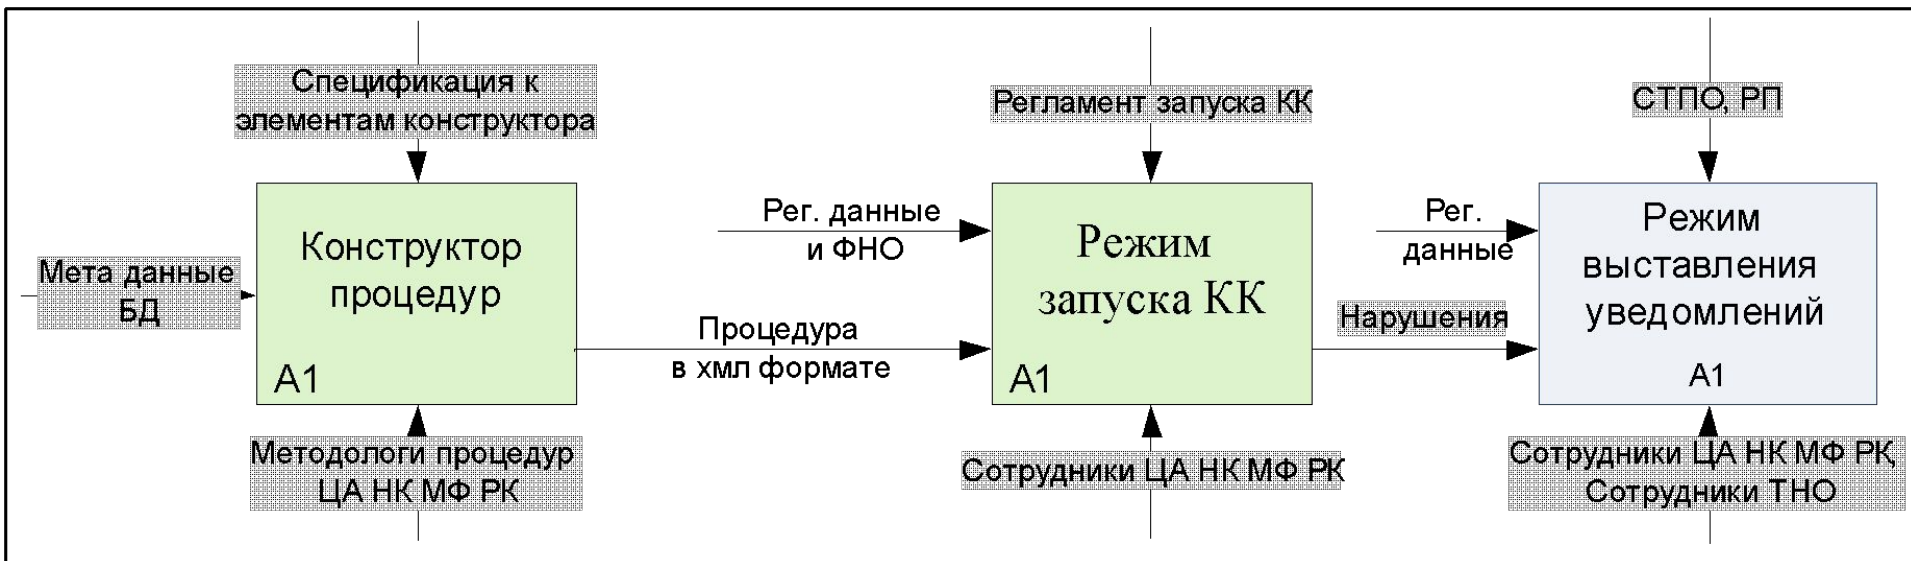 Спецификация к
элементам конструктора
Регламент запуска КК
СТПО, РП
Мета данные
БД
Конструктор
процедур
А1
Рег. данные
и ФНО
Процедура
в хмл формате
Режим
запуска КК
А1
Рег.
данные
Нарушения
Режим
выставления
уведомлений
А1
Методологи процедур
ЦА НК МФ РК
Сотрудники ЦА НК МФ РК
Сотрудники ЦА НК МФ РК,
Сотрудники ТНО